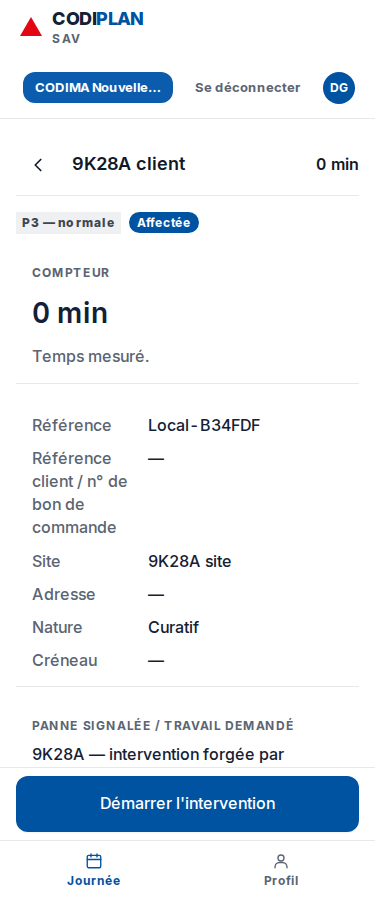 CODIPLAN
SAV
CODIMA Nouvelle...
Se déconnecter
DG
9K28A client
0 min
P3 — normale
Affectée
COMPTEUR
0 min
Temps mesuré.
Référence
Local-B34FDF
Référence
client / n° de
bon de
commande
—
Site
9K28A site
Adresse
—
Nature
Curatif
Créneau
—
PANNE SIGNALÉE / TRAVAIL DEMANDÉ
9K28A — intervention forgée par
Démarrer l'intervention
Journée
Profil